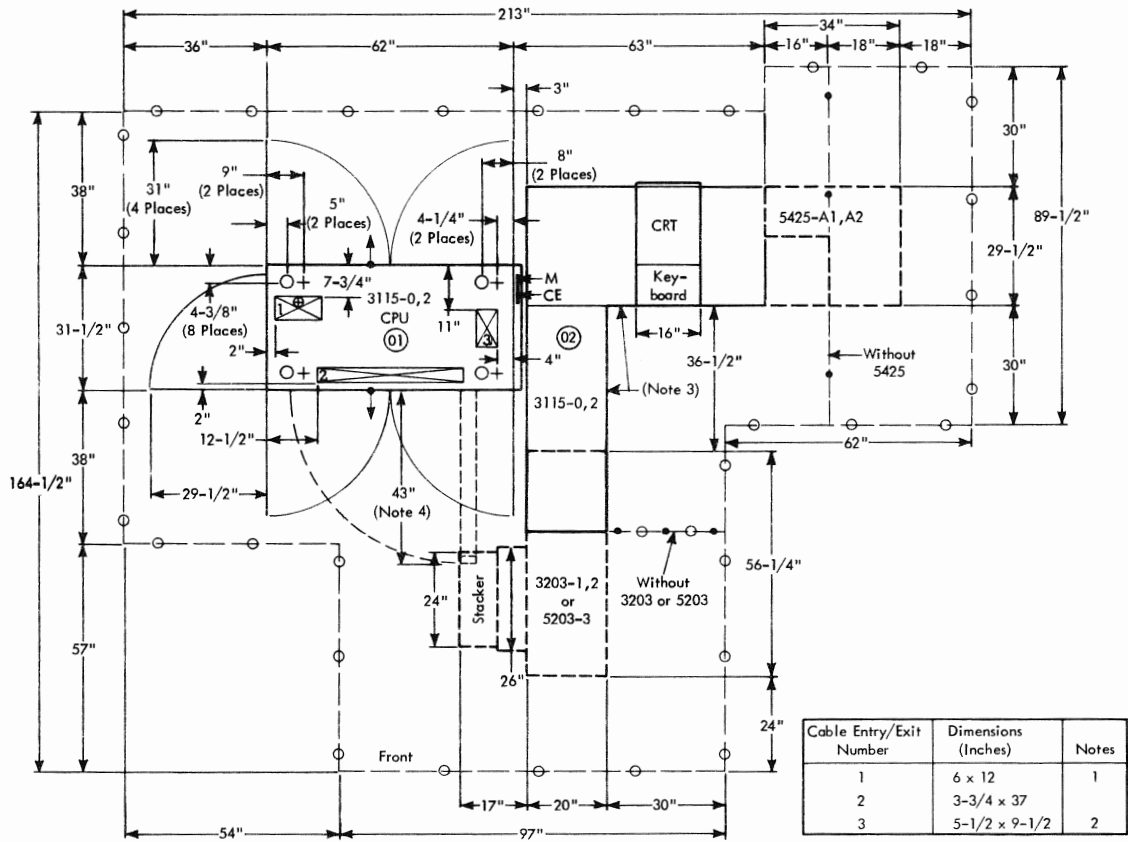 213"
36"
62"
63"
34"
16"
18"
18"
3"
38"
31"
(4 Places)
9"
(2 Places)
5"
(2 Places)
8"
(2 Places)
4-1/4"
(2 Places)
30"
89-1/2"
CRT
5425-A1,A2
29-1/2"
Key-
board
M
CE
7-3/4"
3115-0,2
CPU
01
1
11"
3
4-3/8"
(8 Places)
31-1/2"
2"
4"
02
16"
36-1/2"
Without
5425
30"
(Note 3)
2
2"
12-1/2"
3115-0,2
62"
164-1/2"
38"
29-1/2"
43"
(Note 4)
56-1/4"
24"
Stacker
3203-1,2
or
5203-3
Without
3203 or 5203
57"
26"
24"
Front
17"
20"
30"
54"
97"
Cable Entry/Exit
Number
Dimensions
(Inches)
Notes
1 6 x 12 1
2 3-3/4 x 37
3 5-1/2 x 9-1/2 2